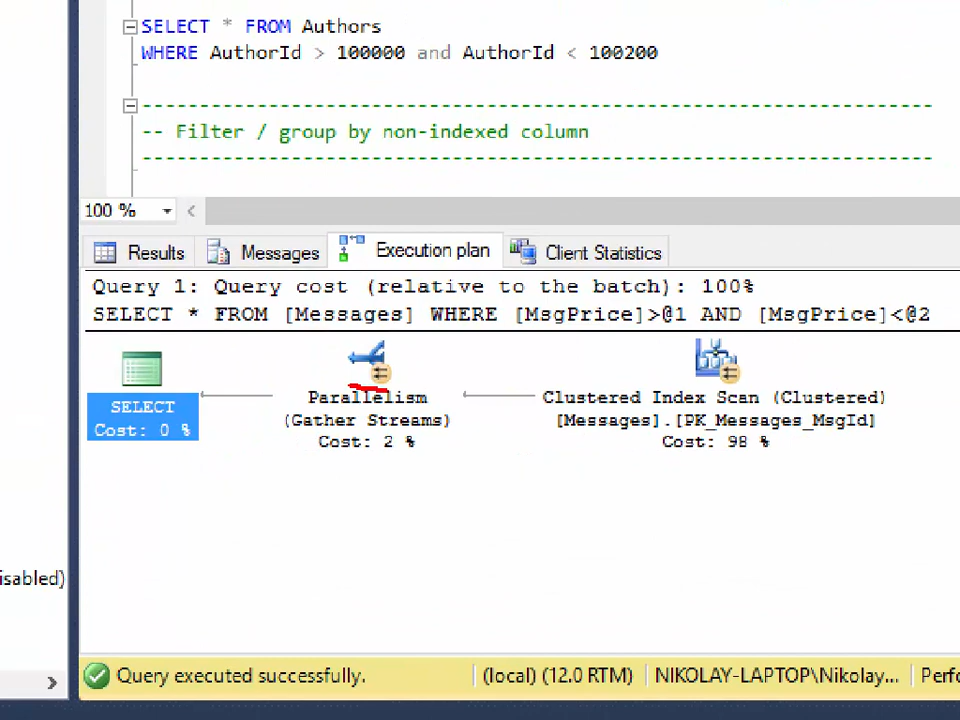 SELECT * FROM Authors
WHERE AuthorId > 100000 and AuthorId < 100200
--------------------------------------------------------------------
-- Filter / group by non-indexed column
--------------------------------------------------------------------
100 %
Results Messages Execution plan Client Statistics
Query 1: Query cost (relative to the batch): 100%
SELECT * FROM [Messages] WHERE [MsgPrice]>@1 AND [MsgPrice]<@2
SELECT
Cost: 0 %
Parallelism
(Gather Streams)
Cost: 2 %
Clustered Index Scan (Clustered)
[Messages].[PK_Messages_MsgId]
Cost: 98 %
isabled)
Query executed successfully. (local) (12.0 RTM) NIKOLAY-LAPTOP\Nikolay... Perfo